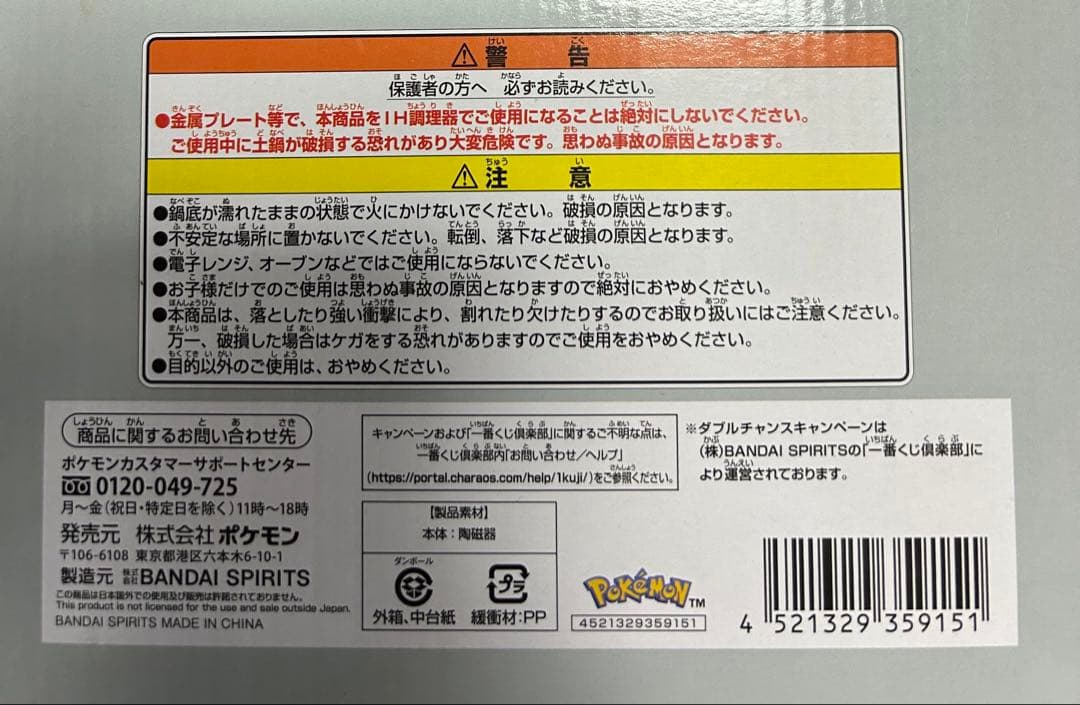 ⚠警告
保護者の方へ 必ずお読みください。
●金属プレート等で、本商品をIH調理器でご使用になることは絶対にしないでください。
ご使用中に土鍋が破損する恐れがあり大変危険です。思わぬ事故の原因となります。
⚠注意
●鍋底が濡れたままの状態で火にかけないでください。破損の原因となります。
●不安定な場所に置かないでください。転倒、落下など破損の原因となります。
●電子レンジ、オーブンなどではご使用にならないでください。
●お子様だけでのご使用は思わぬ事故の原因となりますので絶対におやめください。
●本商品は、落としたり強い衝撃により、割れたり欠けたりするのでお取り扱いにはご注意ください。
万一、破損した場合はケガをする恐れがありますのでご使用をおやめください。
●目的以外のご使用は、おやめください。
商品に関するお問い合わせ先
ポケモンカスタマーサポートセンター
0120-049-725
月～金(祝日・特定日を除く)11時～18時
発売元 株式会社ポケモン
〒106-6108 東京都港区六本木6-10-1
製造元 株式会社BANDAI SPIRITS
この商品は日本国外での使用及び販売は許諾されておりません。
This product is not licensed for the use and sale outside Japan.
BANDAI SPIRITS MADE IN CHINA
キャンペーンおよび「一番くじ倶楽部」に関するご不明な点は、
一番くじ倶楽部内「お問い合わせ／ヘルプ」
(https://portal.charaos.com/help/1kuji/)をご参照ください。
【製品素材】
本体：陶磁器
ダンボール
プラ
外箱、中台紙 緩衝材：PP
※ダブルチャンスキャンペーンは
(株)BANDAI SPIRITSの「一番くじ倶楽部」に
より運営されております。
POKéMON™
4521329359151
4 521329 359151